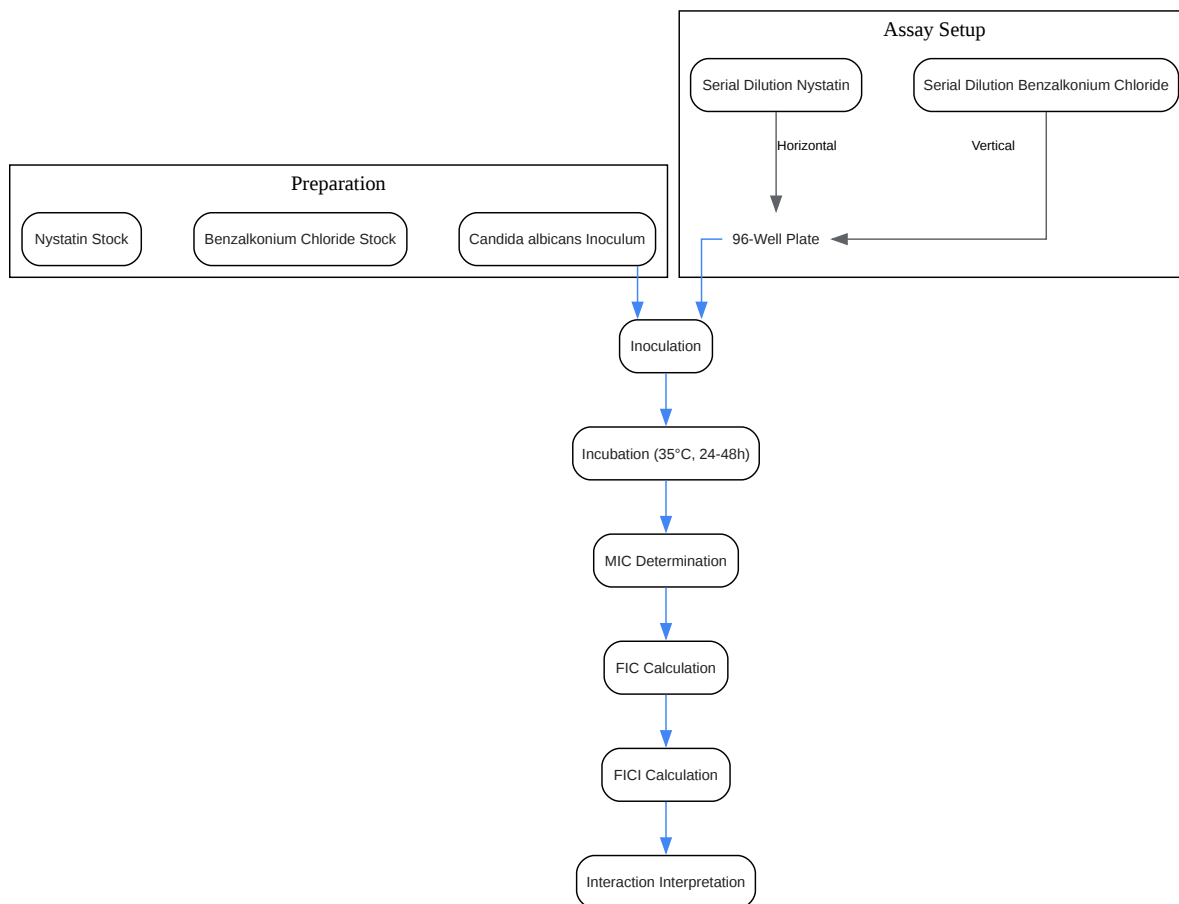 Assay Setup
Serial Dilution Nystatin
Serial Dilution Benzalkonium Chloride
Horizontal
Vertical
Preparation
Nystatin Stock
Benzalkonium Chloride Stock
Candida albicans Inoculum
96-Well Plate
Inoculation
Incubation (35°C, 24-48h)
MIC Determination
FIC Calculation
FICI Calculation
Interaction Interpretation